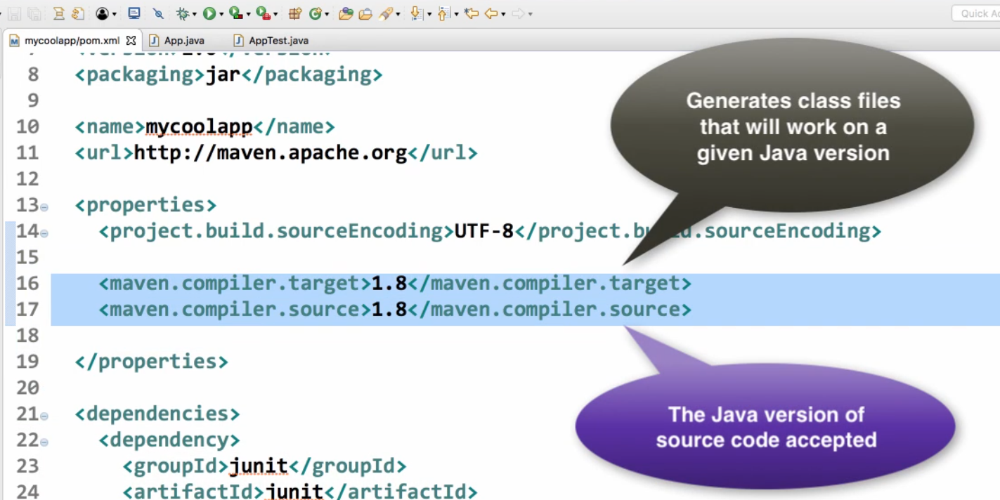 Quick Ac
mycoolapp/pom.xml
App.java
AppTest.java
8 <packaging>jar</packaging>
9
10 <name>mycoolapp</name>
11 <url>http://maven.apache.org</url>
12
13 <properties>
14 <project.build.sourceEncoding>UTF-8</project.build.sourceEncoding>
15
16 <maven.compiler.target>1.8</maven.compiler.target>
17 <maven.compiler.source>1.8</maven.compiler.source>
18
19 </properties>
20
21 <dependencies>
22 <dependency>
23 <groupId>junit</groupId>
24 <artifactId>junit</artifactId>
Generates class files
that will work on a
given Java version
The Java version of
source code accepted